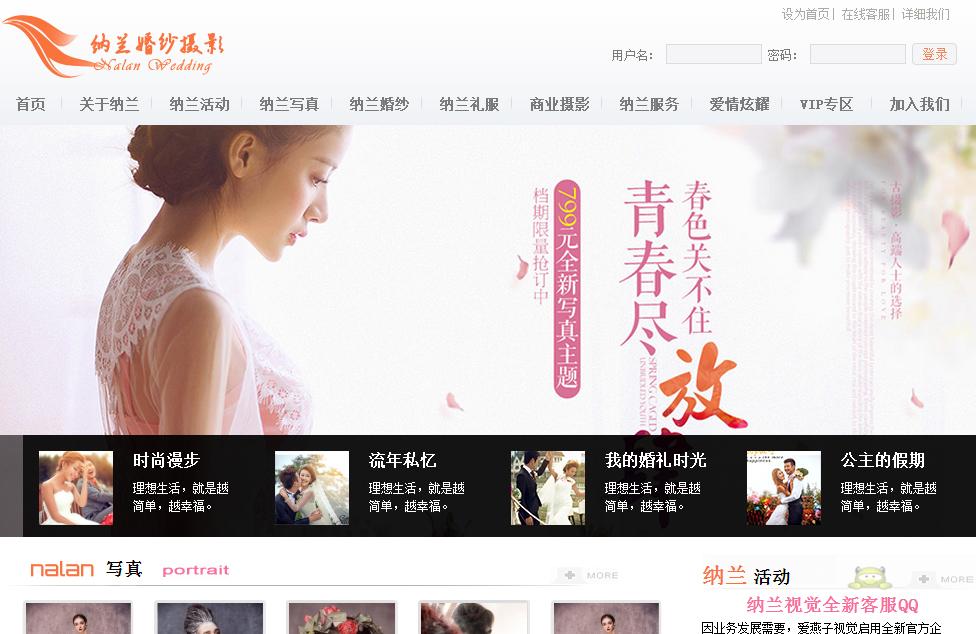 设为首页| 在线客服| 详细我们
纳兰婚纱摄影
Nalan Wedding
用户名: 密码: 登录
首页 关于纳兰 纳兰活动 纳兰写真 纳兰婚纱 纳兰礼服 商业摄影 纳兰服务 爱情炫耀 VIP专区 加入我们
古摄影·高端人士的选择
春色关不住
青春尽
放
799元全新写真主题
档期限量抢订中
时尚漫步
理想生活，就是越
简单，越幸福。
流年私忆
理想生活，就是越
简单，越幸福。
我的婚礼时光
理想生活，就是越
简单，越幸福。
公主的假期
理想生活，就是越
简单，越幸福。
nalan 写真 portrait
MORE
纳兰 活动
MORE
纳兰视觉全新客服QQ
因业务发展需要，爱燕子视觉启用全新官方企